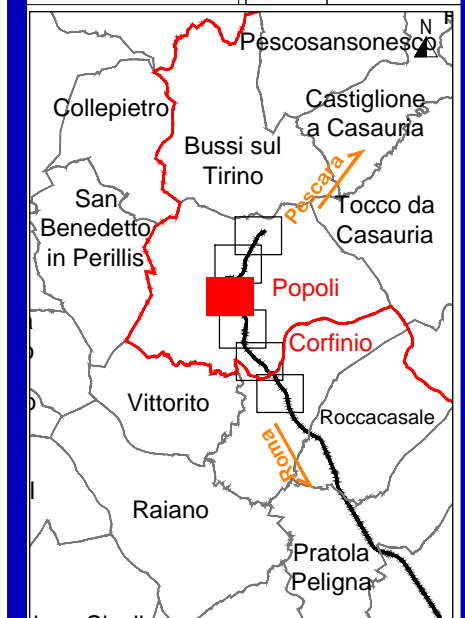 N
Pescosansonesco
Castiglione
a Casauria
Collepietro
Bussi sul
Tirino
Pescara
San
Benedetto
in Perillis
Tocco da
Casauria
Popoli
Corfinio
Vittorito
Roccacasale
Roma
Raiano
Pratola
Peligna